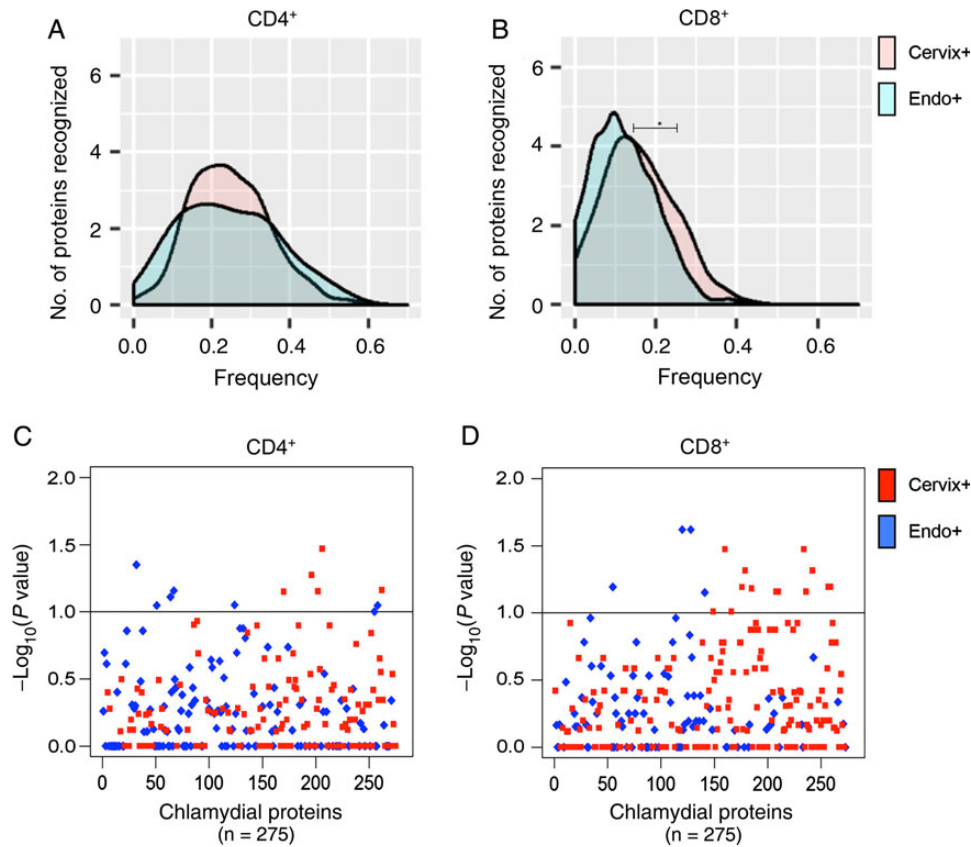 A
CD4+
No. of proteins recognized
6
4
2
0
0.0 0.2 0.4 0.6
Frequency
B
CD8+
No. of proteins recognized
6
4
2
0
*
0.0 0.2 0.4 0.6
Frequency
Cervix+
Endo+
C
CD4+
–Log10(P value)
2.0
1.5
1.0
0.5
0.0
0 50 100 150 200 250
Chlamydial proteins
(n = 275)
D
CD8+
–Log10(P value)
2.0
1.5
1.0
0.5
0.0
0 50 100 150 200 250
Chlamydial proteins
(n = 275)
Cervix+
Endo+